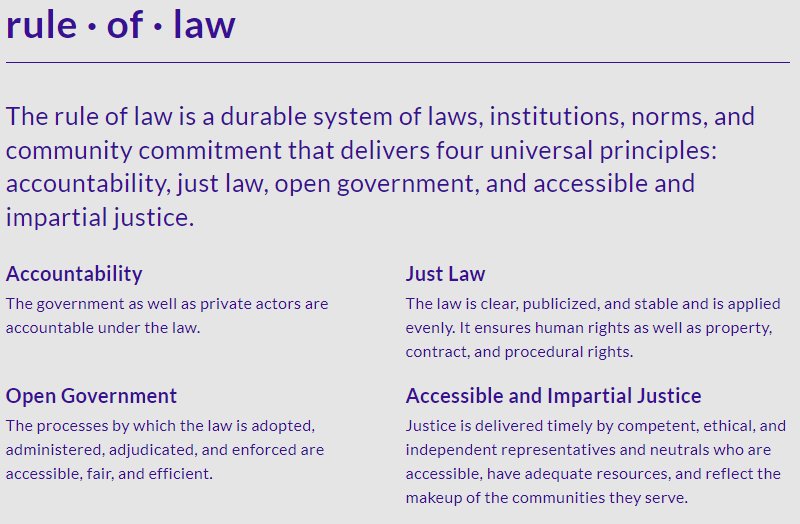 rule · of · law
The rule of law is a durable system of laws, institutions, norms, and
community commitment that delivers four universal principles:
accountability, just law, open government, and accessible and
impartial justice.
Accountability
The government as well as private actors are
accountable under the law.
Just Law
The law is clear, publicized, and stable and is applied
evenly. It ensures human rights as well as property,
contract, and procedural rights.
Open Government
The processes by which the law is adopted,
administered, adjudicated, and enforced are
accessible, fair, and efficient.
Accessible and Impartial Justice
Justice is delivered timely by competent, ethical, and
independent representatives and neutrals who are
accessible, have adequate resources, and reflect the
makeup of the communities they serve.